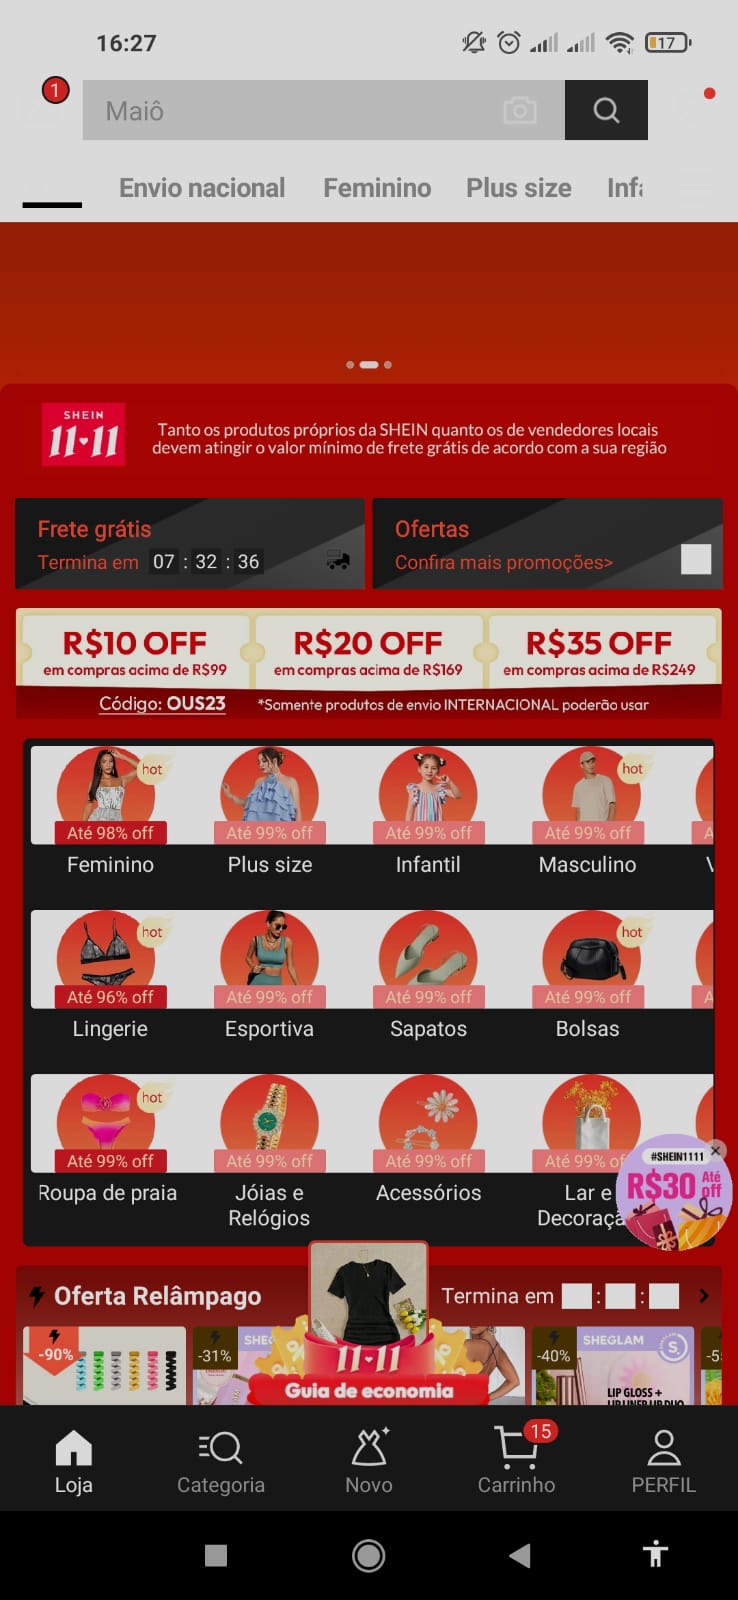 16:27
17
1
Maiô
Envio nacional
Feminino
Plus size
SHEIN
11·11
Tanto os produtos próprios da SHEIN quanto os de vendedores locais
devem atingir o valor mínimo de frete grátis de acordo com a sua região
Frete grátis
Termina em 07 : 32 : 36
Ofertas
Confira mais promoções>
R$10 OFF
em compras acima de R$99
R$20 OFF
em compras acima de R$169
R$35 OFF
em compras acima de R$249
Código: OUS23
*Somente produtos de envio INTERNACIONAL poderão usar
hot
hot
Até 98% off
Até 99% off
Até 99% off
Até 99% off
Feminino
Plus size
Infantil
Masculino
hot
hot
Até 96% off
Até 99% off
Até 99% off
Até 99% off
Lingerie
Esportiva
Sapatos
Bolsas
hot
Até 99% off
Até 99% off
Até 99% off
Até 99% off
Roupa de praia
Jóias e
Relógios
Acessórios
Lar e
#SHEIN1111
R$30 Até
off
Oferta Relâmpago
Termina em : :
-90%
-31%
-40%
SHEGLAM
S
LIP GLOSS +
11·11
Guia de economia
15
Loja
Categoria
Novo
Carrinho
PERFIL